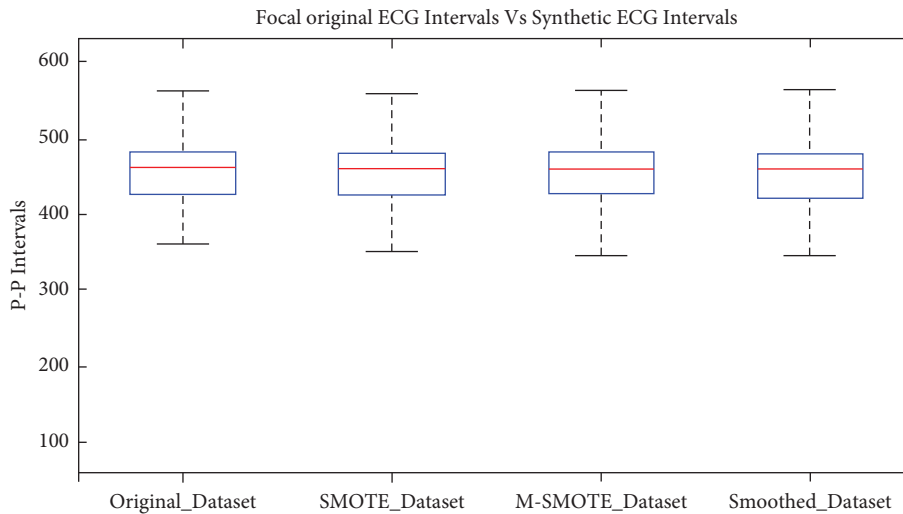 Focal original ECG Intervals Vs Synthetic ECG Intervals
P-P Intervals
600
500
400
300
200
100
Original_Dataset
SMOTE_Dataset
M-SMOTE_Dataset
Smoothed_Dataset